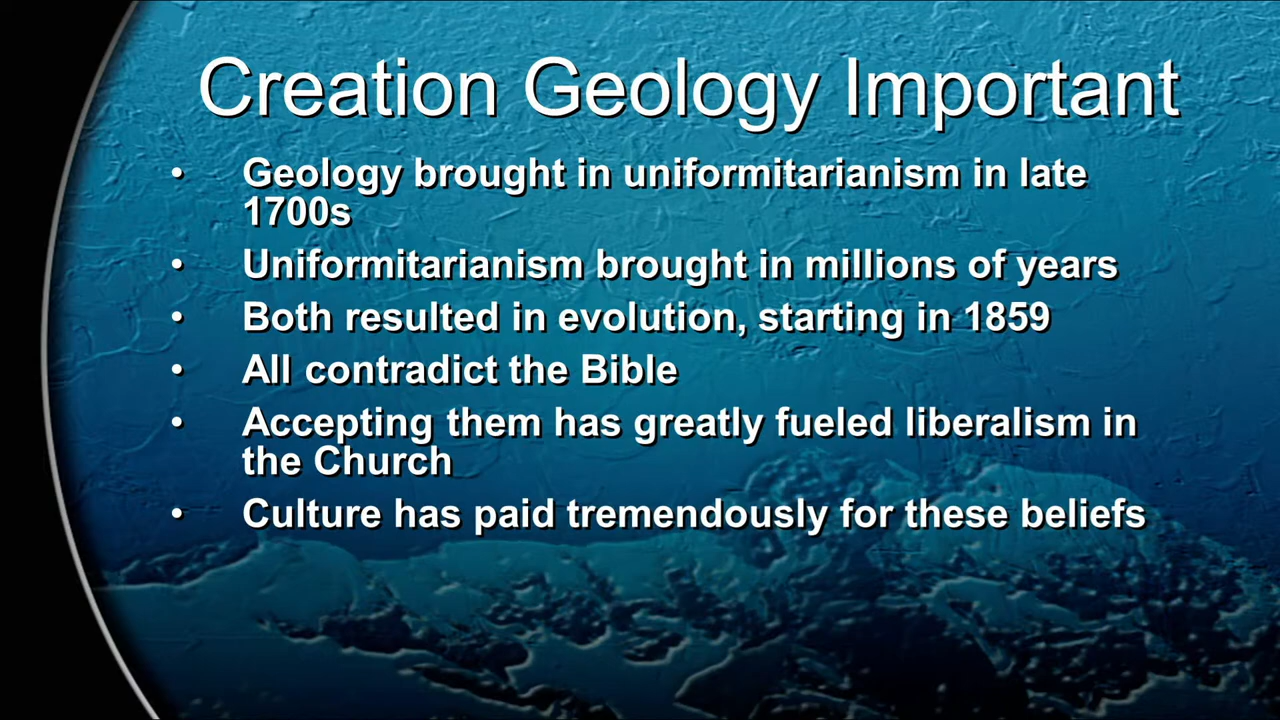 Creation Geology Important
• Geology brought in uniformitarianism in late
1700s
• Uniformitarianism brought in millions of years
• Both resulted in evolution, starting in 1859
• All contradict the Bible
• Accepting them has greatly fueled liberalism in
the Church
• Culture has paid tremendously for these beliefs